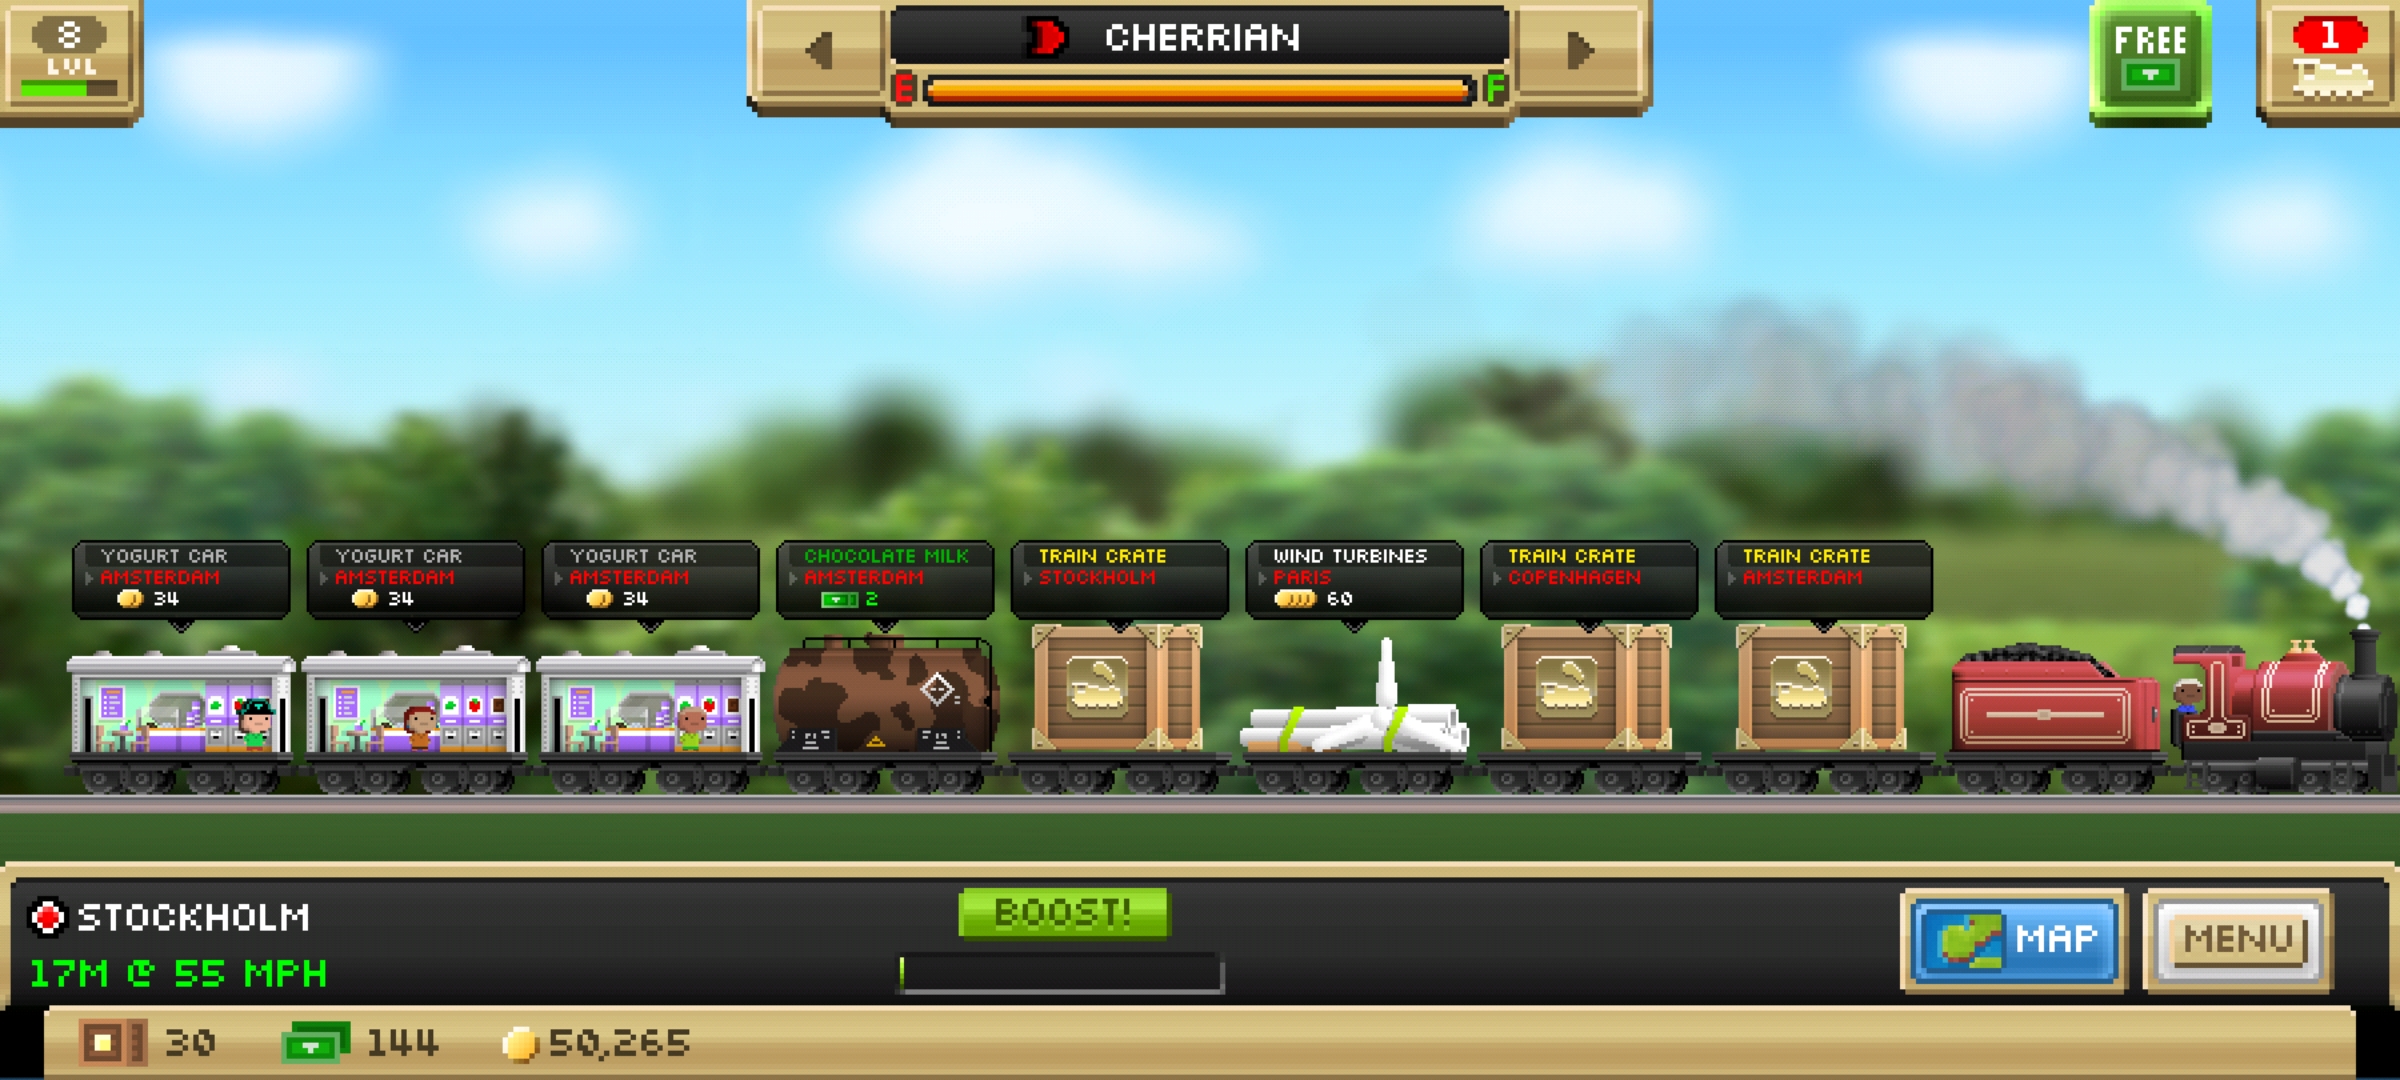 8
LVL
CHERRIAN
E F
FREE
1
YOGURT CAR
AMSTERDAM
34
YOGURT CAR
AMSTERDAM
34
YOGURT CAR
AMSTERDAM
34
CHOCOLATE MILK
AMSTERDAM
2
TRAIN CRATE
STOCKHOLM
WIND TURBINES
PARIS
60
TRAIN CRATE
COPENHAGEN
TRAIN CRATE
AMSTERDAM
STOCKHOLM
17M @ 55 MPH
BOOST!
MAP
MENU
30
144
50,265